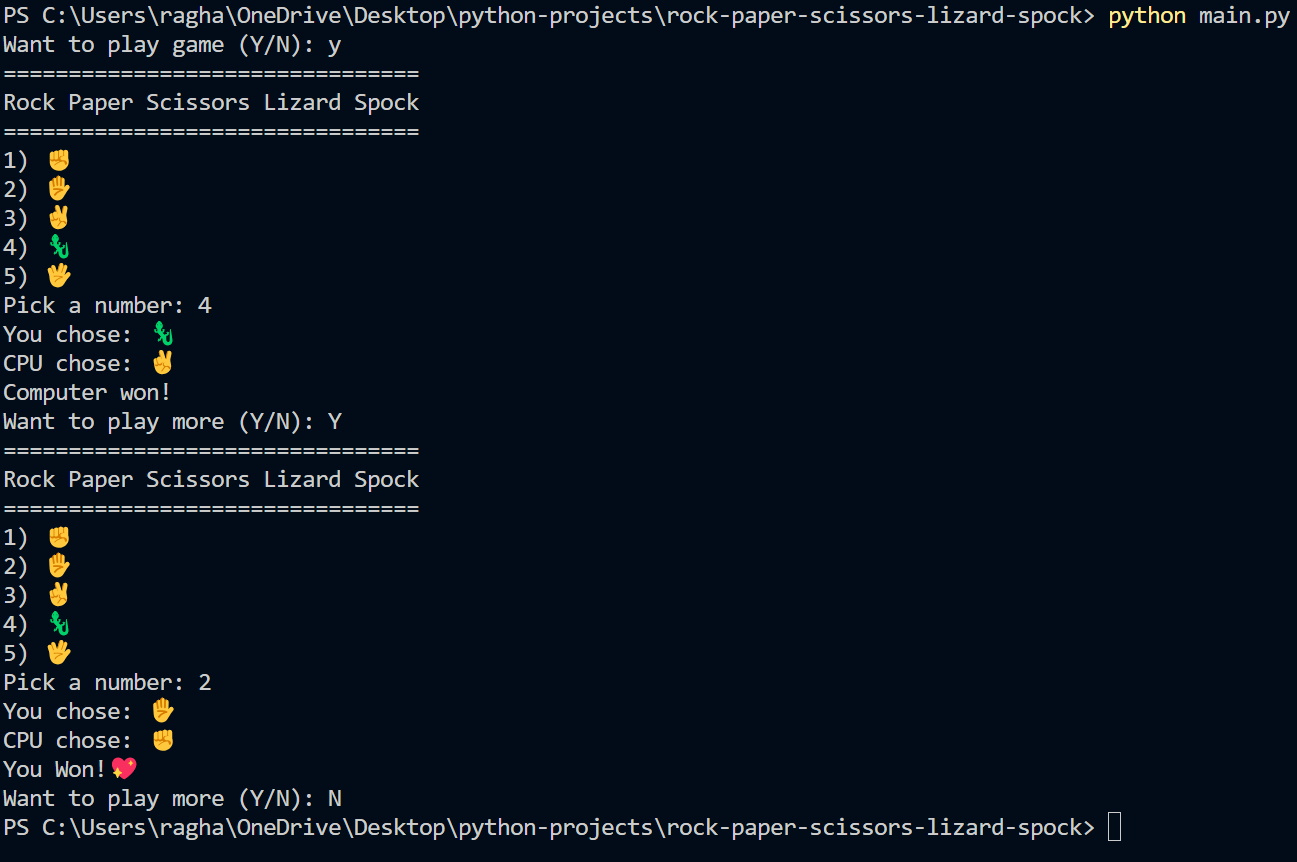 PS C:\Users\ragha\OneDrive\Desktop\python-projects\rock-paper-scissors-lizard-spock> python main.py
Want to play game (Y/N): y
================================
Rock Paper Scissors Lizard Spock
================================
1) ✊
2) ✋
3) ✌️
4) 🦎
5) 🖖
Pick a number: 4
You chose: 🦎
CPU chose: ✌️
Computer won!
Want to play more (Y/N): Y
================================
Rock Paper Scissors Lizard Spock
================================
1) ✊
2) ✋
3) ✌️
4) 🦎
5) 🖖
Pick a number: 2
You chose: ✋
CPU chose: ✊
You Won!💖
Want to play more (Y/N): N
PS C:\Users\ragha\OneDrive\Desktop\python-projects\rock-paper-scissors-lizard-spock>